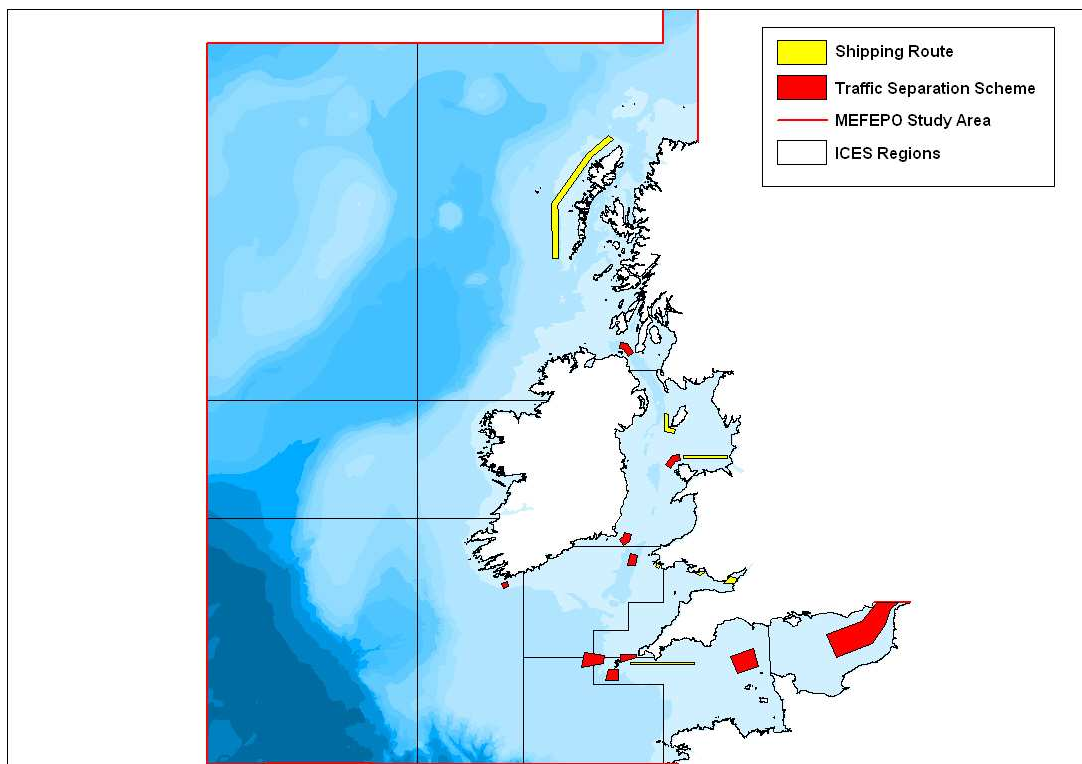 Shipping Route
Traffic Separation Scheme
MEFEPO Study Area
ICES Regions